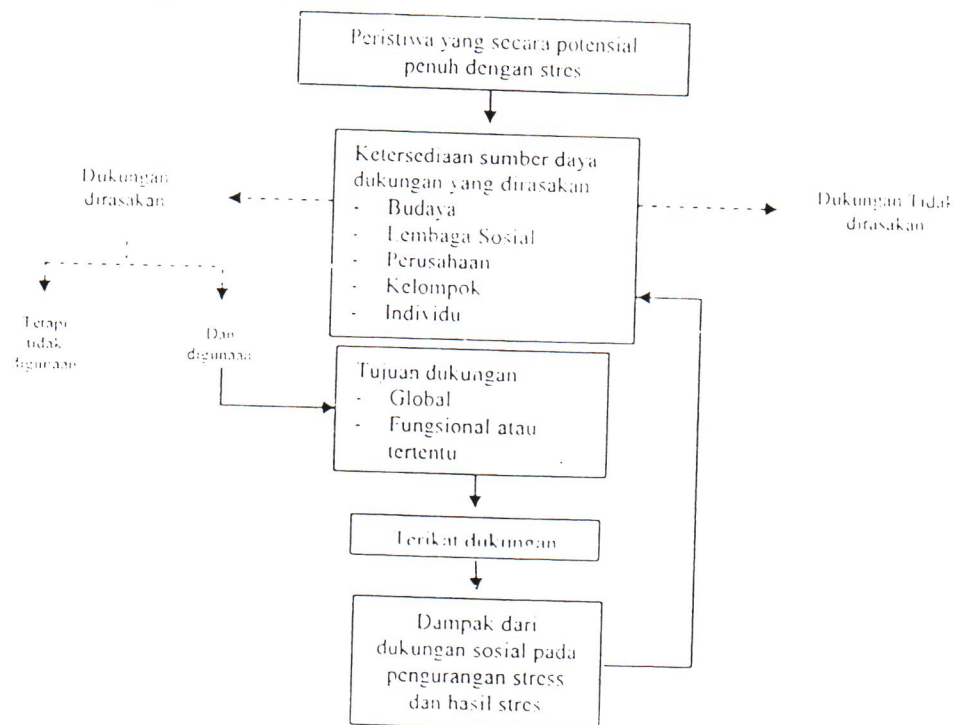 Peristiwa yang secara potensial
penuh dengan stres
Ketersediaan sumber daya
dukungan yang dirasakan
- Budaya
- Lembaga Sosial
- Perusahaan
- Kelompok
- Individu
Dukungan
dirasakan
Dukungan Tidak
dirasakan
Tetapi
tidak
digunaan
Dan
digunaan
Tujuan dukungan
- Global
- Fungsional atau
tertentu
Terikat dukungan
Dampak dari
dukungan sosial pada
pengurangan stress
dan hasil stres